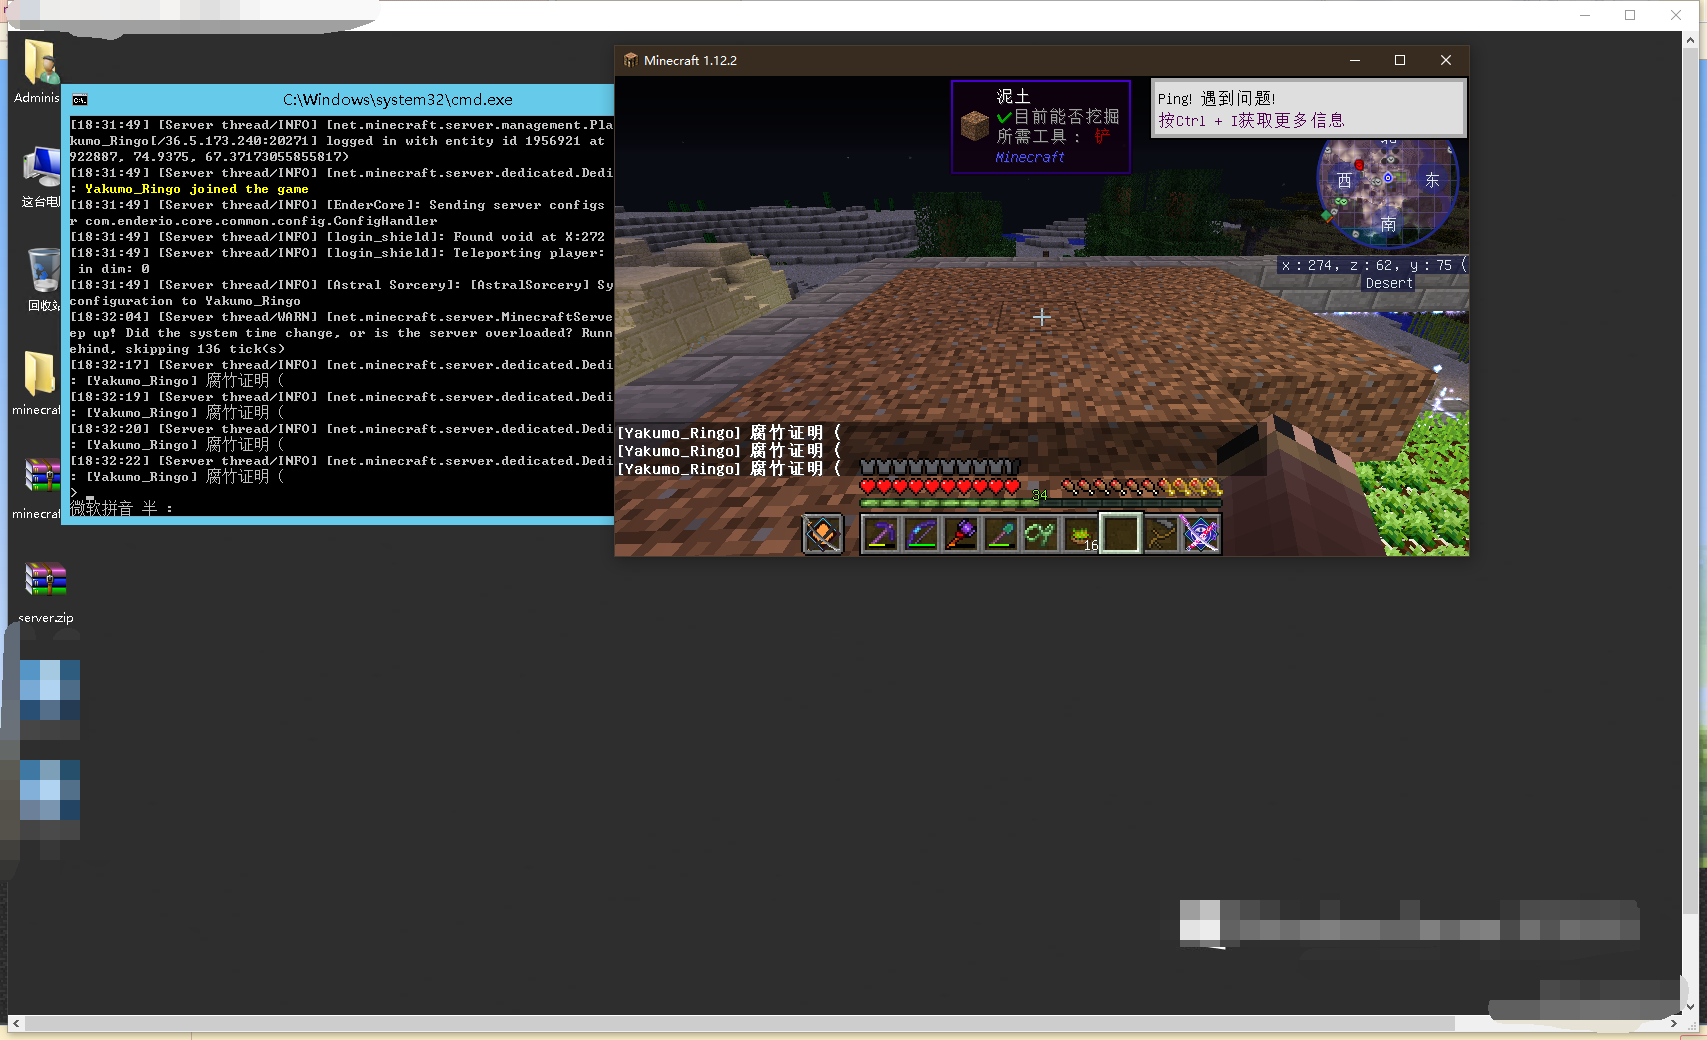 Adminis
这台电脑
回收站
minecraf
minecraf
server.zip
C:\Windows\system32\cmd.exe
[18:31:49] [Server thread/INFO] [net.minecraft.server.management.Pla
kumo_Ringo[/36.5.173.240:20271] logged in with entity id 1956921 at
922887, 74.9375, 67.37173055855817)
[18:31:49] [Server thread/INFO] [net.minecraft.server.dedicated.Dedi
: Yakumo_Ringo joined the game
[18:31:49] [Server thread/INFO] [EnderCore]: Sending server configs
r com.enderio.core.common.config.ConfigHandler
[18:31:49] [Server thread/INFO] [login_shield]: Found void at X:272
[18:31:49] [Server thread/INFO] [login_shield]: Teleporting player:
in dim: 0
[18:31:49] [Server thread/INFO] [Astral Sorcery]: [AstralSorcery] Sy
configuration to Yakumo_Ringo
[18:32:04] [Server thread/WARN] [net.minecraft.server.MinecraftServe
ep up! Did the system time change, or is the server overloaded? Runn
ehind, skipping 136 tick(s)
[18:32:17] [Server thread/INFO] [net.minecraft.server.dedicated.Dedi
: [Yakumo_Ringo] 腐竹证明（
[18:32:19] [Server thread/INFO] [net.minecraft.server.dedicated.Dedi
: [Yakumo_Ringo] 腐竹证明（
[18:32:20] [Server thread/INFO] [net.minecraft.server.dedicated.Dedi
: [Yakumo_Ringo] 腐竹证明（
[18:32:22] [Server thread/INFO] [net.minecraft.server.dedicated.Dedi
: [Yakumo_Ringo] 腐竹证明（
>
微软拼音 半 :
Minecraft 1.12.2
泥土
✔目前能否挖掘
所需工具： 铲
Minecraft
Ping! 遇到问题!
按Ctrl + I获取更多信息
北
西
东
南
x:274, z:62, y:75 (
Desert
[Yakumo_Ringo] 腐竹证明（
[Yakumo_Ringo] 腐竹证明（
[Yakumo_Ringo] 腐竹证明（
34
16